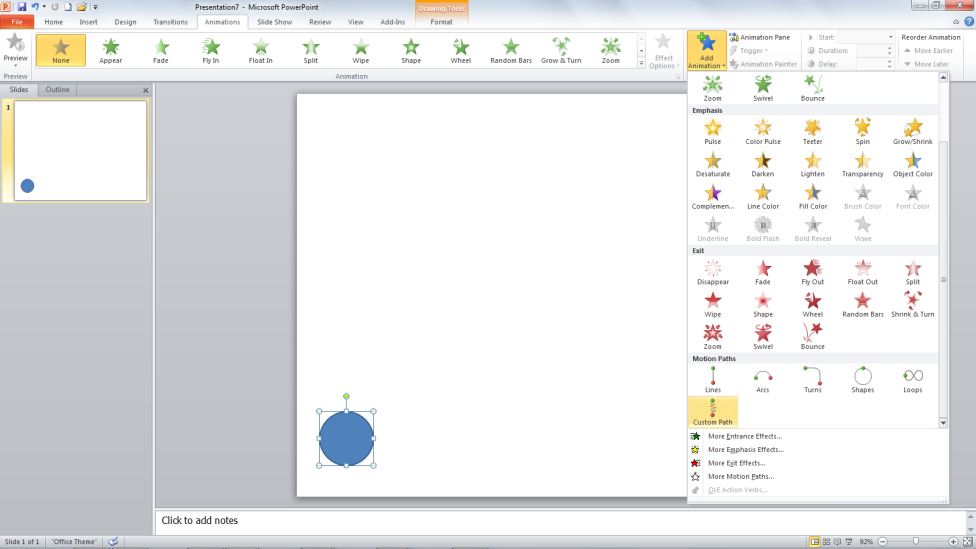 Presentation7 - Microsoft PowerPoint
Drawing Tools
File Home Insert Design Transitions Animations Slide Show Review View Add-Ins Format
Preview
None Appear Fade Fly In Float In Split Wipe Shape Wheel Random Bars Grow & Turn Zoom
Effect
Options
Add
Animation
Animation Pane
Trigger
Animation Painter
Start:
Duration:
Delay:
Reorder Animation
Move Earlier
Move Later
Preview Animation
Slides Outline
1
Zoom Swivel Bounce
Emphasis
Pulse Color Pulse Teeter Spin Grow/Shrink
Desaturate Darken Lighten Transparency Object Color
Complemen... Line Color Fill Color Brush Color Font Color
Underline Bold Flash Bold Reveal Wave
Exit
Disappear Fade Fly Out Float Out Split
Wipe Shape Wheel Random Bars Shrink & Turn
Zoom Swivel Bounce
Motion Paths
Lines Arcs Turns Shapes Loops
Custom Path
More Entrance Effects...
More Emphasis Effects...
More Exit Effects...
More Motion Paths...
OLE Action Verbs...
Click to add notes
Slide 1 of 1 "Office Theme" 92%